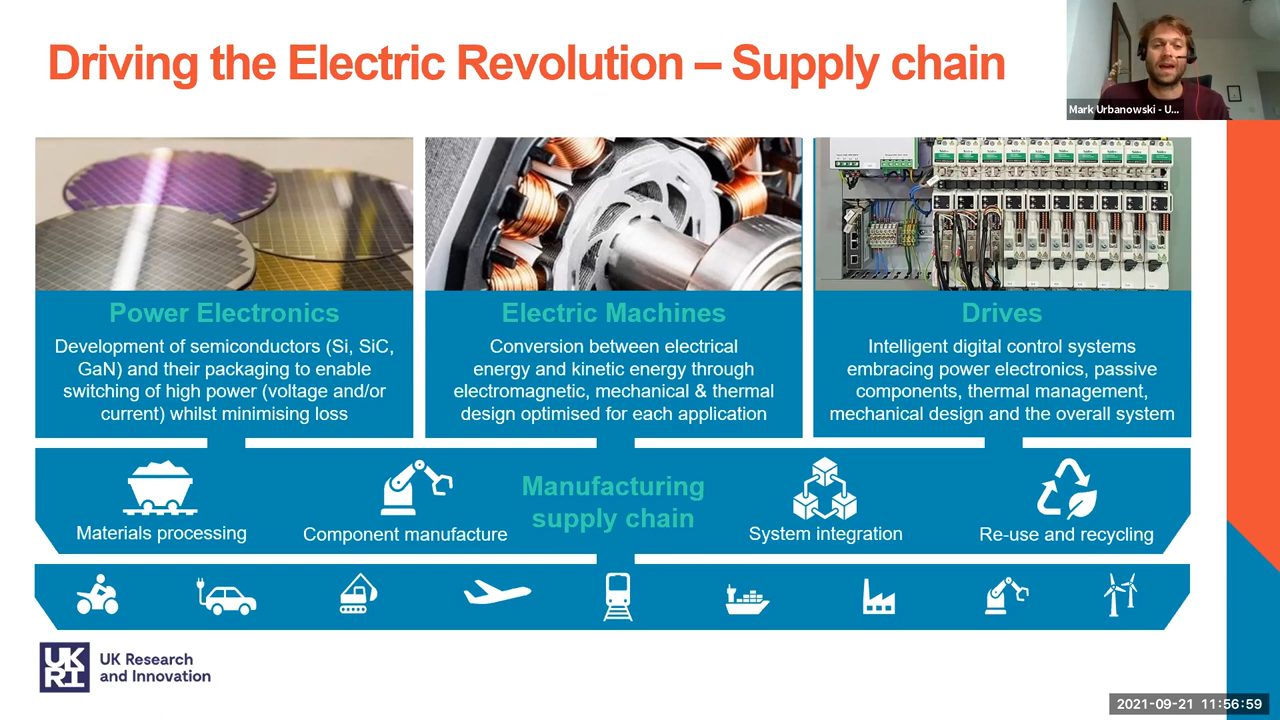 Driving the Electric Revolution – Supply chain
Mark Urbanowski - U...
Power Electronics
Development of semiconductors (Si, SiC,
GaN) and their packaging to enable
switching of high power (voltage and/or
current) whilst minimising loss
Electric Machines
Conversion between electrical
energy and kinetic energy through
electromagnetic, mechanical & thermal
design optimised for each application
Drives
Intelligent digital control systems
embracing power electronics, passive
components, thermal management,
mechanical design and the overall system
Materials processing
Component manufacture
Manufacturing
supply chain
System integration
Re-use and recycling
UK
RI
UK Research
and Innovation
2021-09-21 11:56:59